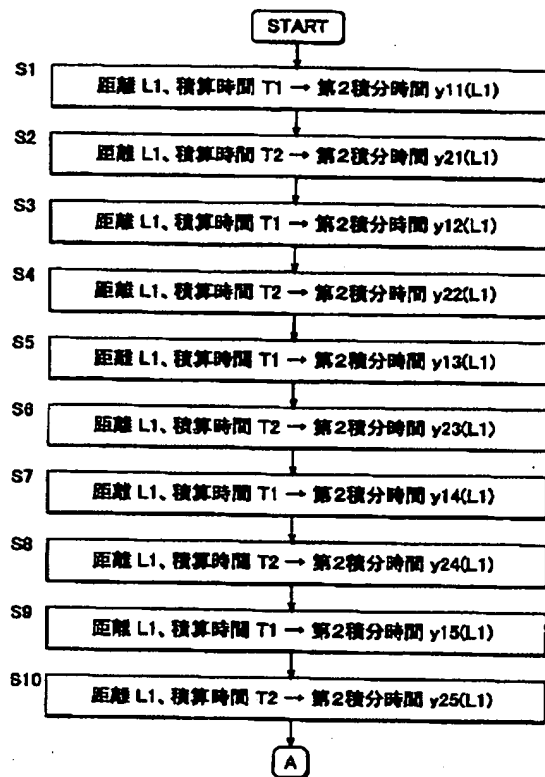 START
S1
距離 L1、積算時間 T1 → 第2積分時間 y11(L1)
S2
距離 L1、積算時間 T2 → 第2積分時間 y21(L1)
S3
距離 L1、積算時間 T1 → 第2積分時間 y12(L1)
S4
距離 L1、積算時間 T2 → 第2積分時間 y22(L1)
S5
距離 L1、積算時間 T1 → 第2積分時間 y13(L1)
S6
距離 L1、積算時間 T2 → 第2積分時間 y23(L1)
S7
距離 L1、積算時間 T1 → 第2積分時間 y14(L1)
S8
距離 L1、積算時間 T2 → 第2積分時間 y24(L1)
S9
距離 L1、積算時間 T1 → 第2積分時間 y15(L1)
S10
距離 L1、積算時間 T2 → 第2積分時間 y25(L1)
A